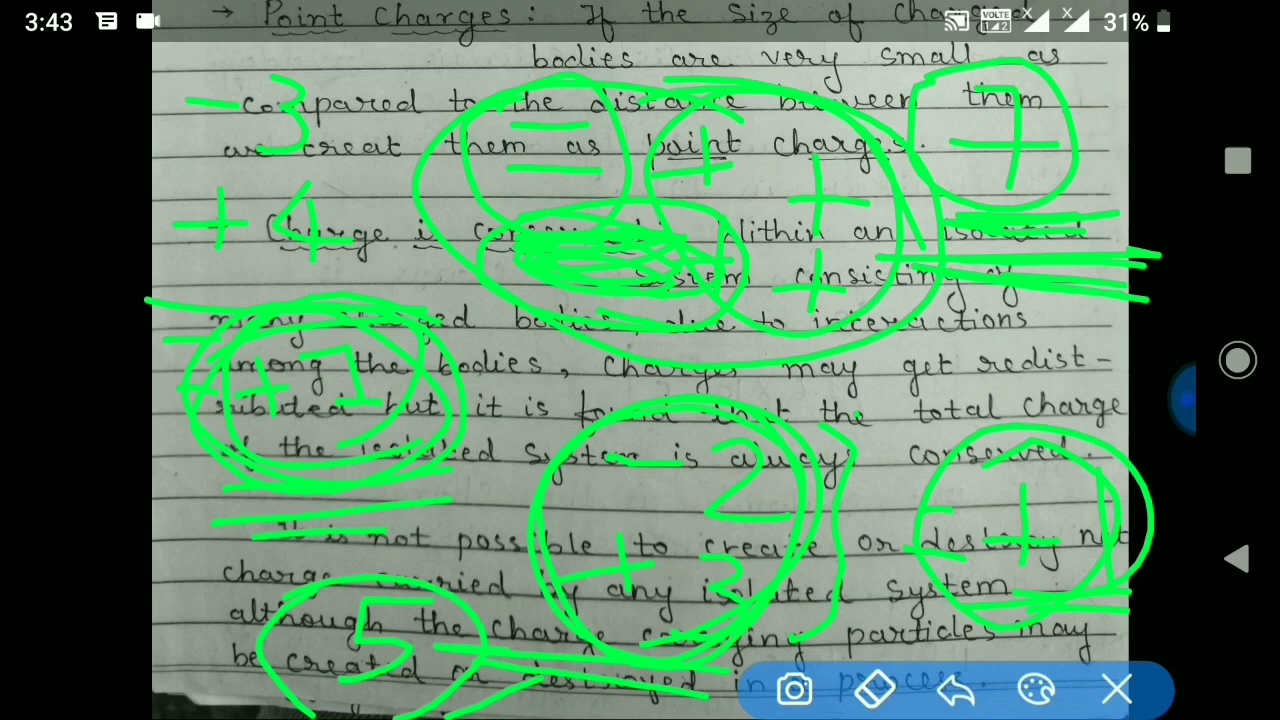 3:43 VOLTE 1 2 X X 31%
→ Point Charges: If the size of
bodies are very small as
compared to the distance between them
we treat them as point charges.
Charge is Within an isolated
system consisting of
many charged bodies, due to interactions
among the bodies, Charges may get redist-
ributed but it is found that the total charge
of the isolated system is always conserved.
It is not possible to create or destroy net
charge carried by any isolated system
although the charge carrying particles may
be created or destroyed in a process.
- 3
+ 4
+ 1
- 2
+ 3
+ 1
5